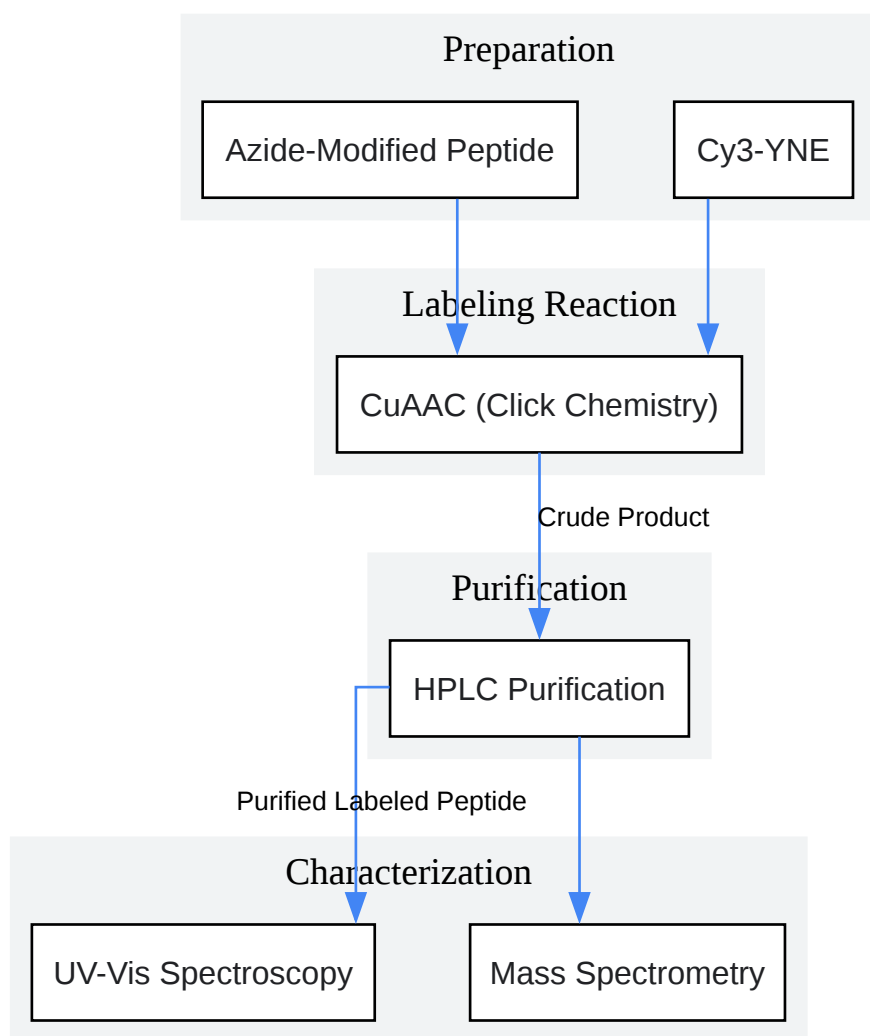 Preparation
Azide-Modified Peptide
Cy3-YNE
Labeling Reaction
CuAAC (Click Chemistry)
Crude Product
Purification
HPLC Purification
Purified Labeled Peptide
Characterization
UV-Vis Spectroscopy
Mass Spectrometry